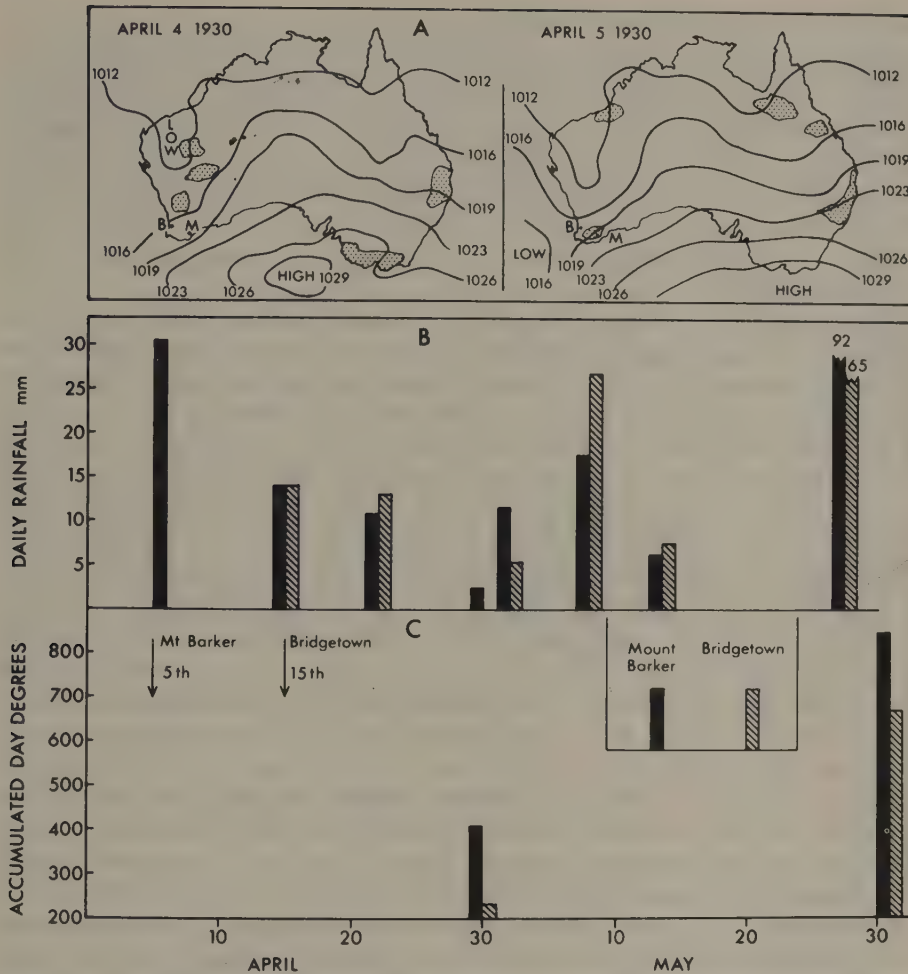 APRIL 4 1930
A
APRIL 5 1930
1012
1012
LOW
1016
1019
1023
1026
B
M
1016
1019
1023
1026
HIGH 1029
1012
1016
1012
1016
1019
1023
1026
1029
B
M
LOW
1016
1019
1023
1026
HIGH
B
DAILY RAINFALL mm
30
25
20
15
10
5
92
65
C
ACCUMULATED DAY DEGREES
800
700
600
500
400
300
200
Mt Barker
5th
Bridgetown
15th
Mount Barker
Bridgetown
10
20
30
10
20
30
APRIL
MAY